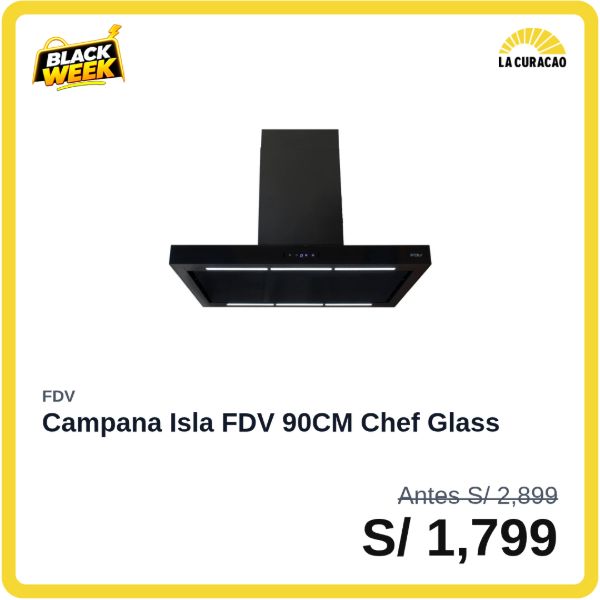 BLACK
WEEK
LA CURACAO
FDV
Campana Isla FDV 90CM Chef Glass
Antes S/ 2,899
S/ 1,799